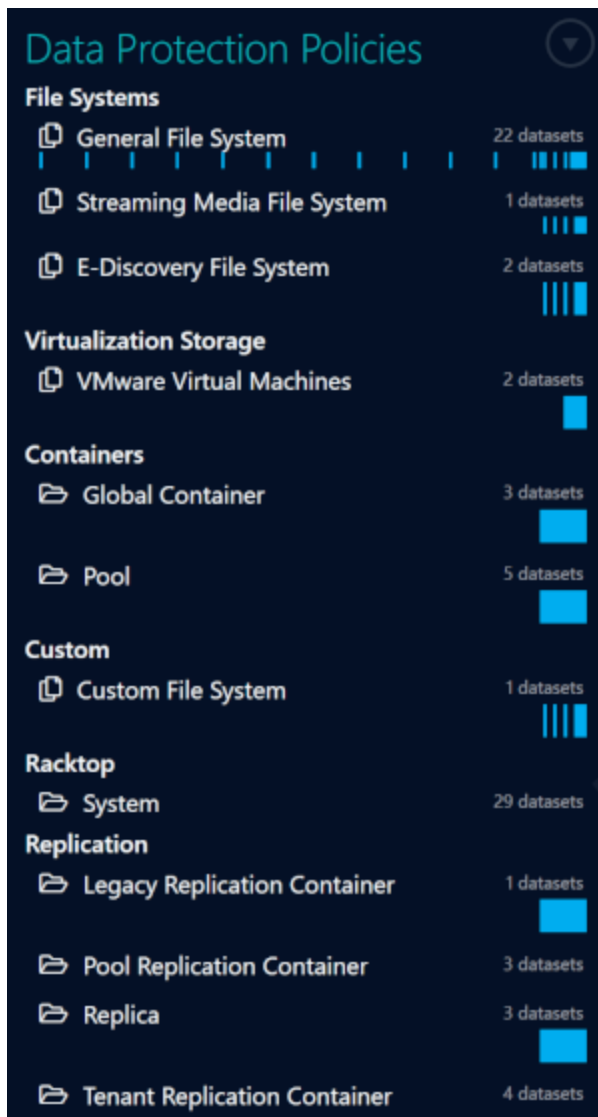 Data Protection Policies
File Systems
General File System 22 datasets
Streaming Media File System 1 datasets
E-Discovery File System 2 datasets
Virtualization Storage
VMware Virtual Machines 2 datasets
Containers
Global Container 3 datasets
Pool 5 datasets
Custom
Custom File System 1 datasets
Racktop
System 29 datasets
Replication
Legacy Replication Container 1 datasets
Pool Replication Container 3 datasets
Replica 3 datasets
Tenant Replication Container 4 datasets